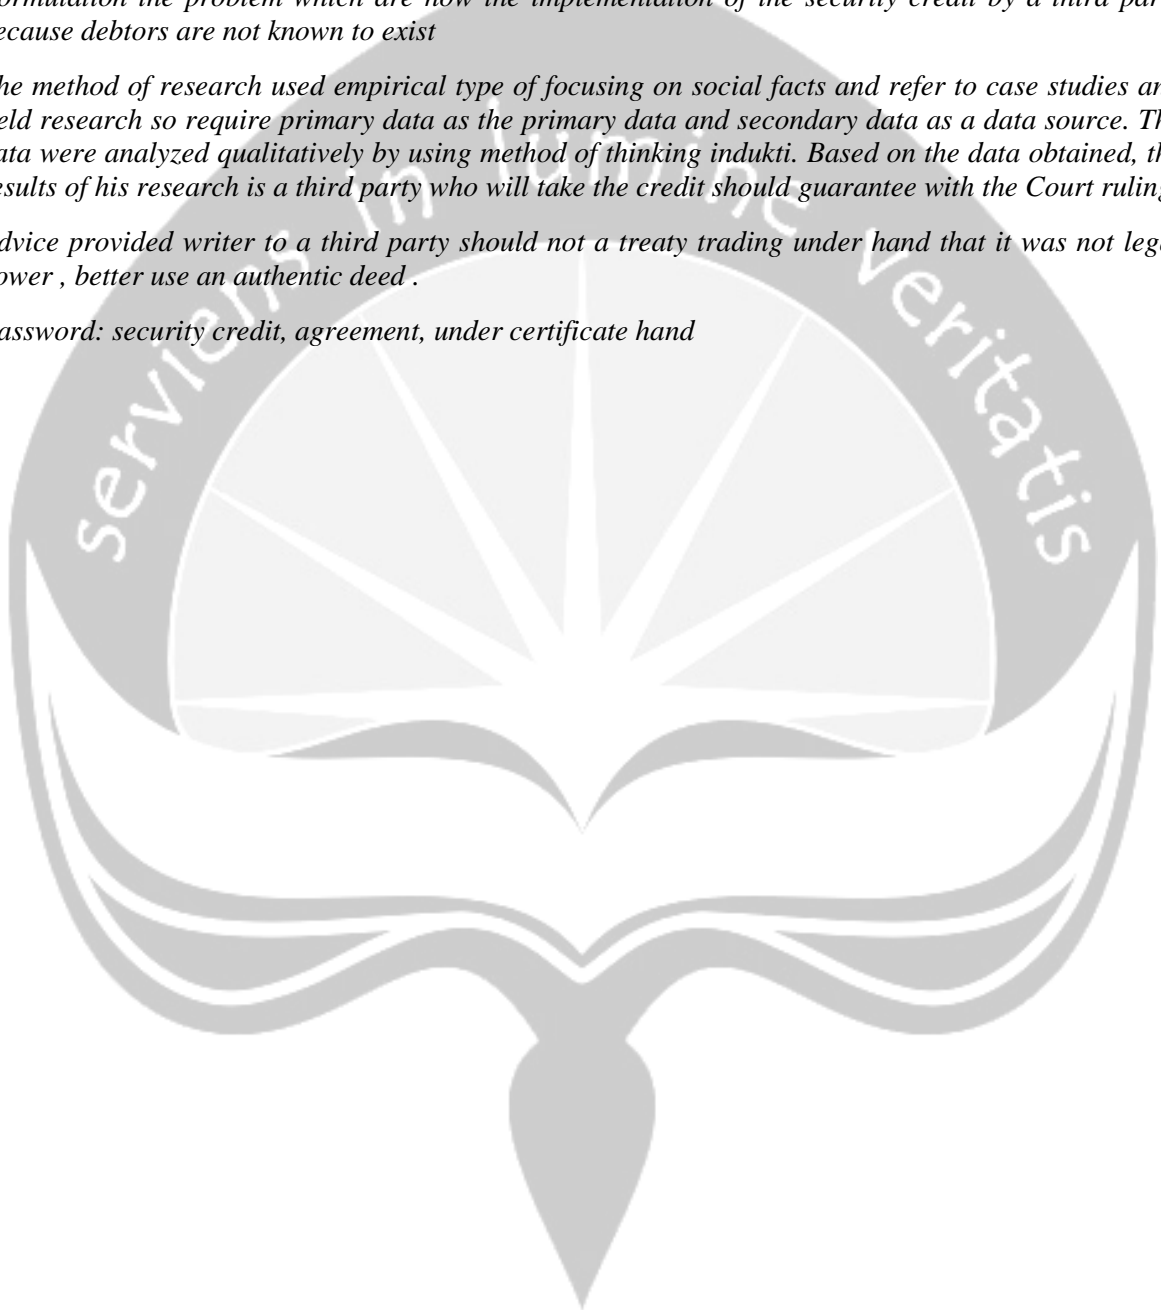 ormulation the problem which are how the implementation of the security credit by a third par
ecause debtors are not known to exist
he method of research used empirical type of focusing on social facts and refer to case studies an
eld research so require primary data as the primary data and secondary data as a data source. Th
ata were analyzed qualitatively by using method of thinking indukti. Based on the data obtained, th
esults of his research is a third party who will take the credit should guarantee with the Court ruling
dvice provided writer to a third party should not a treaty trading under hand that it was not lega
ower , better use an authentic deed .
assword: security credit, agreement, under certificate hand
serviens in lumine veritatis